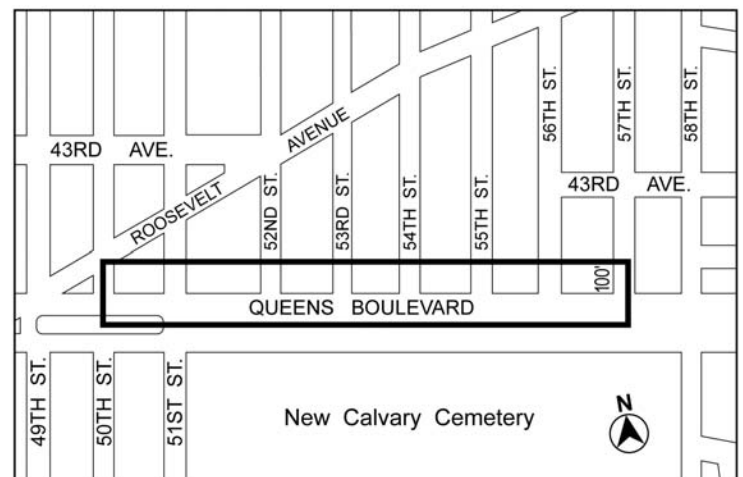 43RD AVE.
ROOSEVELT AVENUE
52ND ST.
53RD ST.
54TH ST.
55TH ST.
56TH ST.
57TH ST.
58TH ST.
43RD AVE.
100'
QUEENS BOULEVARD
49TH ST.
50TH ST.
51ST ST.
New Calvary Cemetery
N